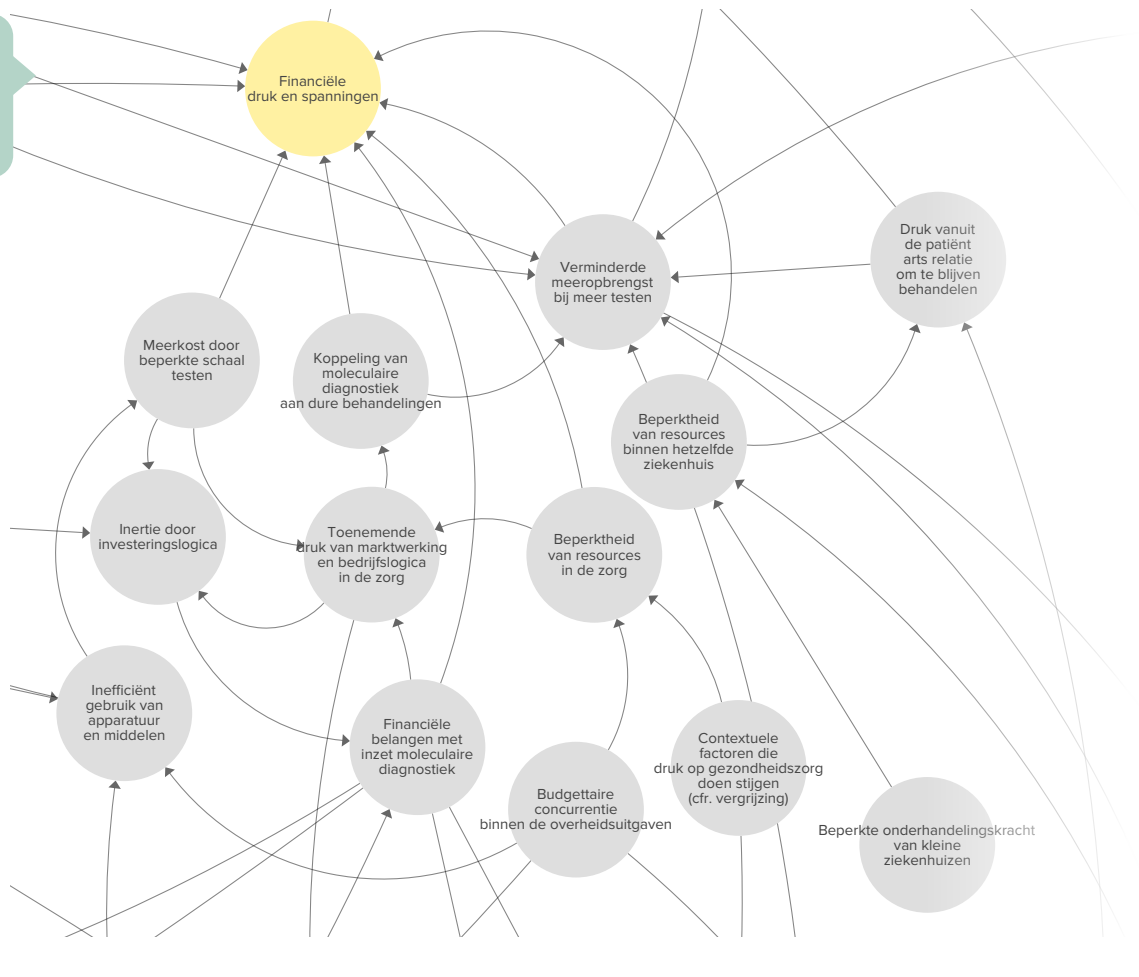 Financiële
druk en spanningen
Druk vanuit
de patiënt
arts relatie
om te blijven
behandelen
Verminderde
meeropbrengst
bij meer testen
Meerkost door
beperkte schaal
testen
Koppeling van
moleculaire
diagnostiek
aan dure behandelingen
Beperktheid
van resources
binnen hetzelfde
ziekenhuis
Inertie door
investeringslogica
Toenemende
druk van marktwerking
en bedrijfslogica
in de zorg
Beperktheid
van resources
in de zorg
Inefficiënt
gebruik van
apparatuur
en middelen
Financiële
belangen met
inzet moleculaire
diagnostiek
Contextuele
factoren die
druk op gezondheidszorg
doen stijgen
(cfr. vergrijzing)
Budgettaire
concurrentie
binnen de overheidsuitgaven
Beperkte onderhandelingskracht
van kleine
ziekenhuizen